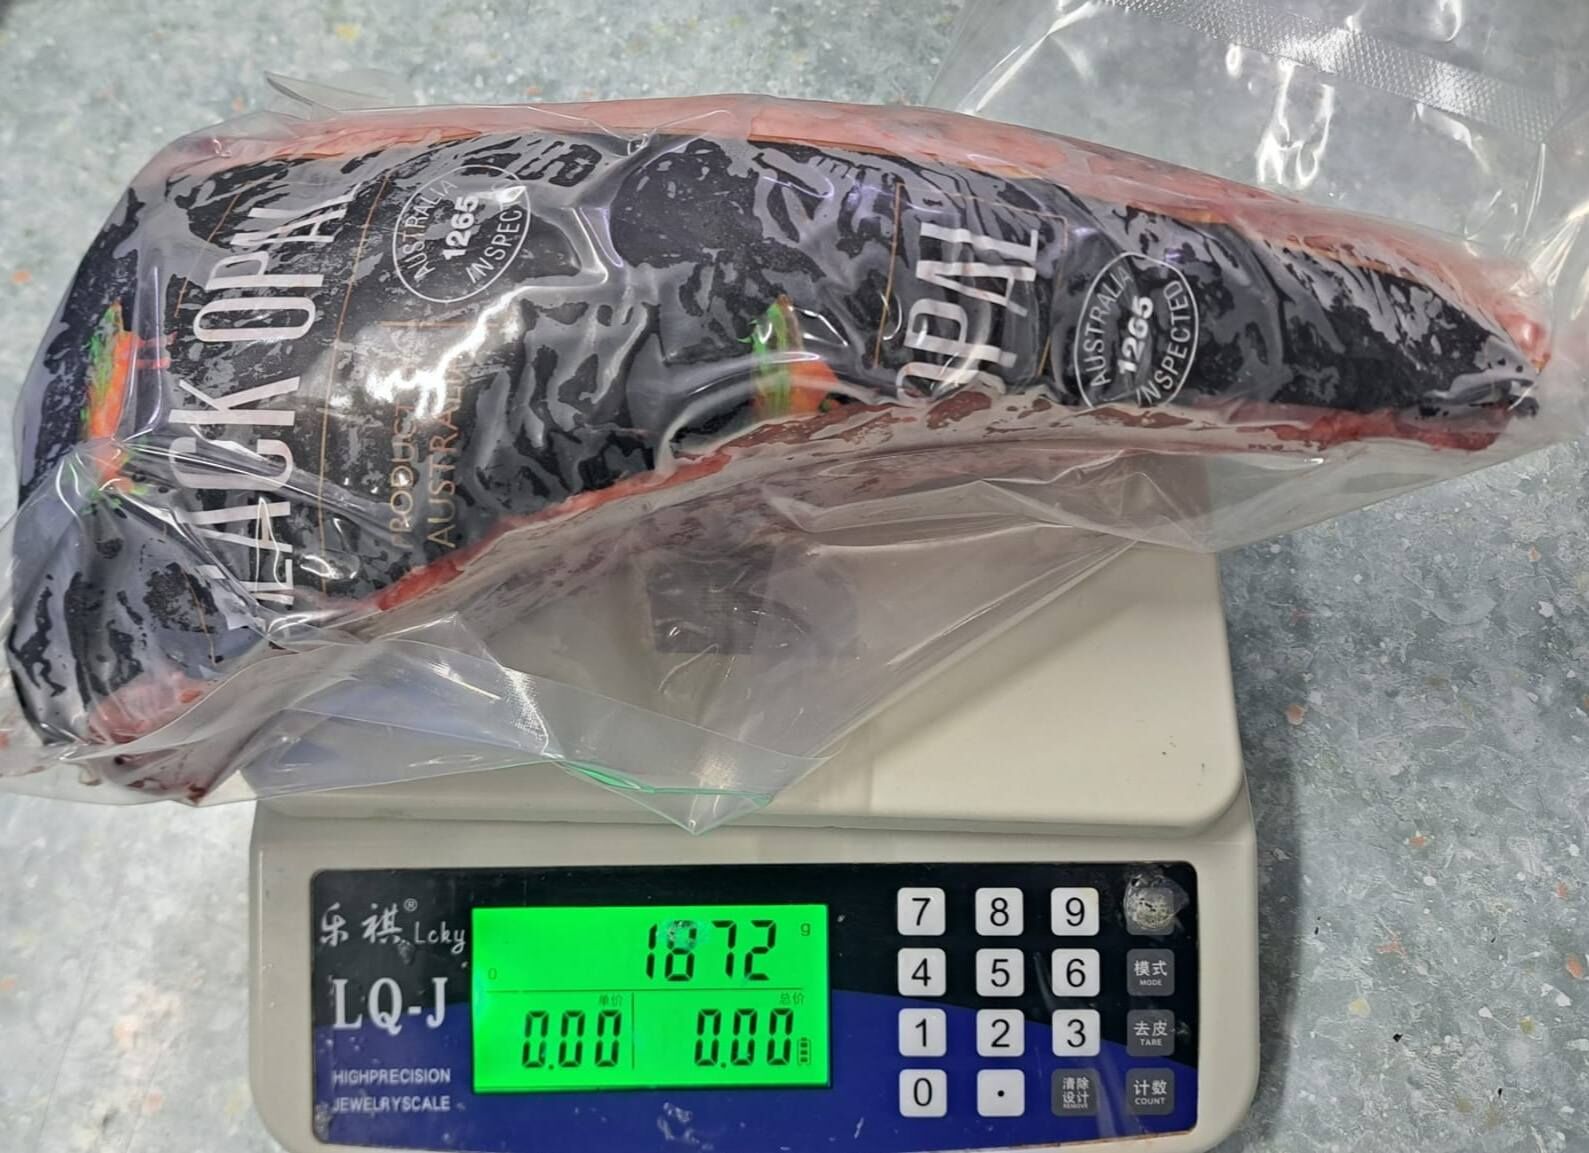 BLACK OPAL
AUSTRALIA
1265
INSPECTED
PRODUCT
AUSTRALIA
OPAL
AUSTRALIA
1265
INSPECTED
乐祺® Lcky
LQ-J
HIGHPRECISION
JEWELRYSCALE
1872 g
0
单价
总价
0.00
0.00
7 8 9
4 5 6 模式 MODE
1 2 3 去皮 TARE
0 . 清除 设计 REMOVE 计数 COUNT